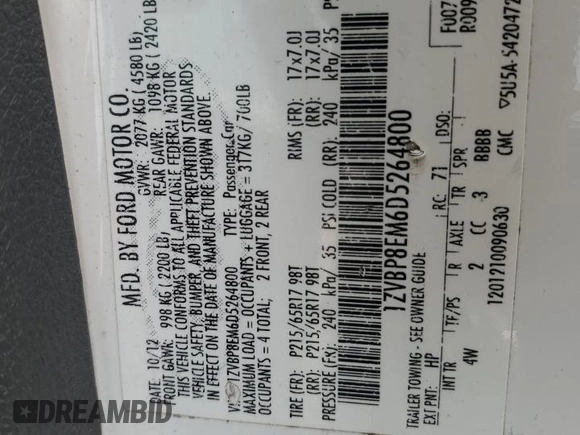 MFD. BY FORD MOTOR CO.
DATE: 10/12 GVWR: 2077 KG ( 4580 LB)
FRONT GAWR: 998 KG ( 2200 LB) REAR GAWR: 1098 KG ( 2420 LB)
THIS VEHICLE CONFORMS TO ALL APPLICABLE FEDERAL MOTOR
VEHICLE SAFETY, BUMPER, AND THEFT PREVENTION STANDARDS
IN EFFECT ON THE DATE OF MANUFACTURE SHOWN ABOVE.
1ZVBP8EM6D5264800 TYPE: Passenger Car
MAXIMUM LOAD = OCCUPANTS + LUGGAGE = 317KG/ 700LB
OCCUPANTS = 4 TOTAL; 2 FRONT, 2 REAR
TIRE (FR): P215/65R17 98T RIMS (FR): 17x7.0J
(RR): P215/65R17 98T (RR): 17x7.0J
PRESSURE (Fr): 240 kPa/ 35 PSI COLD (RR): 240 kPa/ 35
1ZVBP8EM6D5264800
TRAILER TOWING - SEE OWNER GUIDE
EXT PNT: HP RC: 71 DSO:
INT TR TF/PS R AXLE TR SPR
4W 2 CC 3 BBBB
1201210090630 CMC
FU07
R009
▽5U5A-5420472
DREAMBID